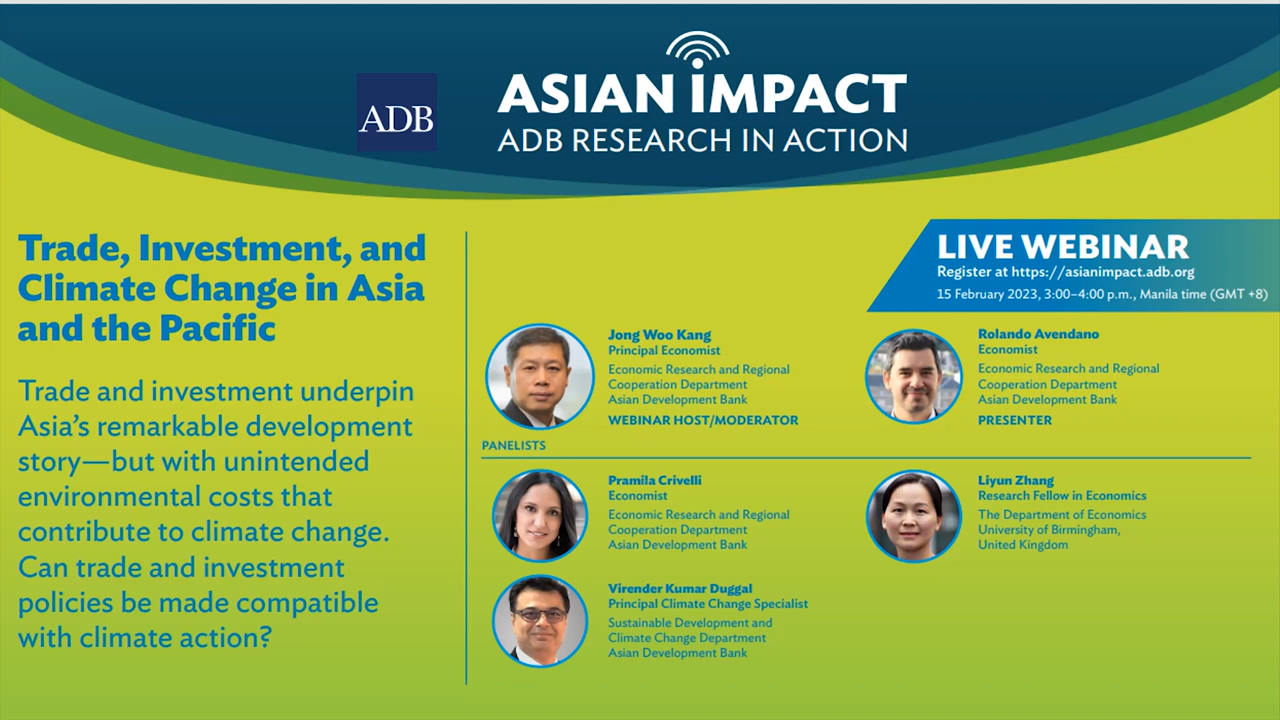 ADB
ASIAN IMPACT
ADB RESEARCH IN ACTION
Trade, Investment, and
Climate Change in Asia
and the Pacific
Trade and investment underpin
Asia's remarkable development
story—but with unintended
environmental costs that
contribute to climate change.
Can trade and investment
policies be made compatible
with climate action?
LIVE WEBINAR
Register at https://asianimpact.adb.org
15 February 2023, 3:00–4:00 p.m., Manila time (GMT +8)
Jong Woo Kang
Principal Economist
Economic Research and Regional
Cooperation Department
Asian Development Bank
WEBINAR HOST/MODERATOR
Rolando Avendano
Economist
Economic Research and Regional
Cooperation Department
Asian Development Bank
PRESENTER
PANELISTS
Pramila Crivelli
Economist
Economic Research and Regional
Cooperation Department
Asian Development Bank
Liyun Zhang
Research Fellow in Economics
The Department of Economics
University of Birmingham,
United Kingdom
Virender Kumar Duggal
Principal Climate Change Specialist
Sustainable Development and
Climate Change Department
Asian Development Bank